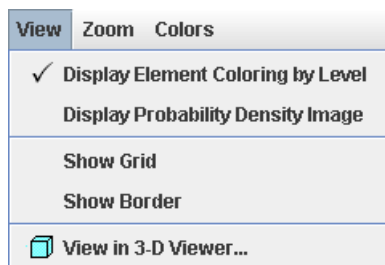 View Zoom Colors
Display Element Coloring by Level
Display Probability Density Image
Show Grid
Show Border
View in 3-D Viewer...